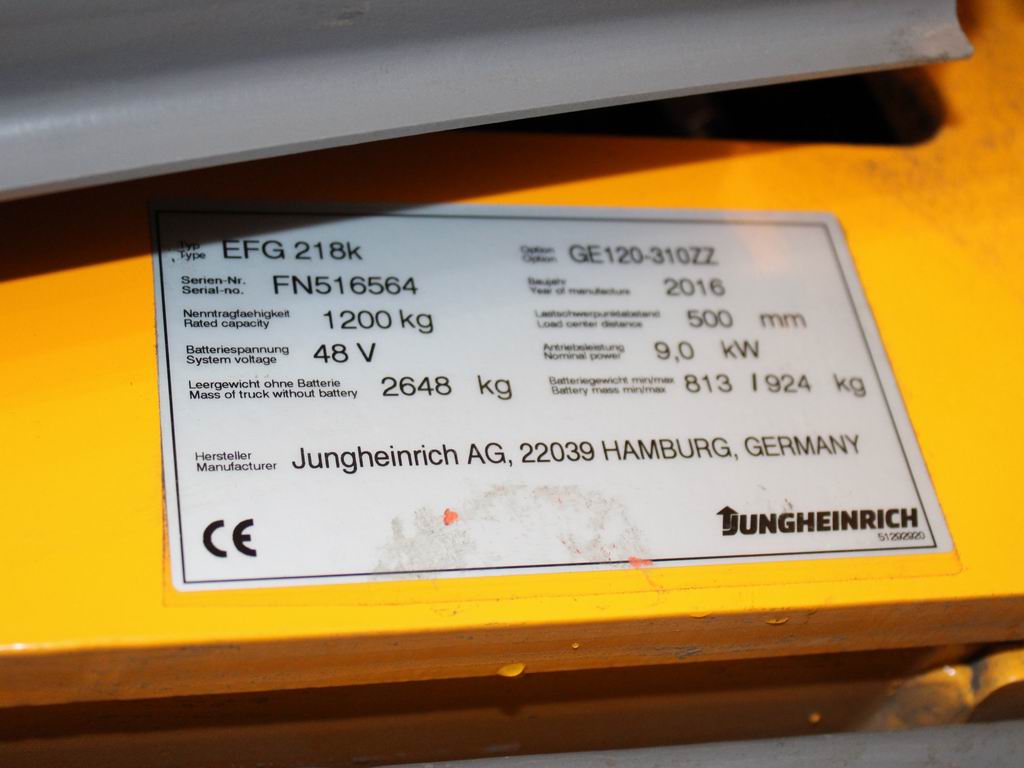 Typ
Type EFG 218k
Option
Option GE120-310ZZ
Serien-Nr.
Serial-no. FN516564
Baujahr
Year of manufacture 2016
Nenntragfaehigkeit
Rated capacity 1200 kg
Lastschwerpunktabstand
Load center distance 500 mm
Batteriespannung
System voltage 48 V
Antriebsleistung
Nominal power 9,0 kW
Leergewicht ohne Batterie
Mass of truck without battery 2648 kg
Batteriegewicht min/max
Battery mass min/max 813 / 924 kg
Hersteller
Manufacturer Jungheinrich AG, 22039 HAMBURG, GERMANY
CE
JUNGHEINRICH
51292920